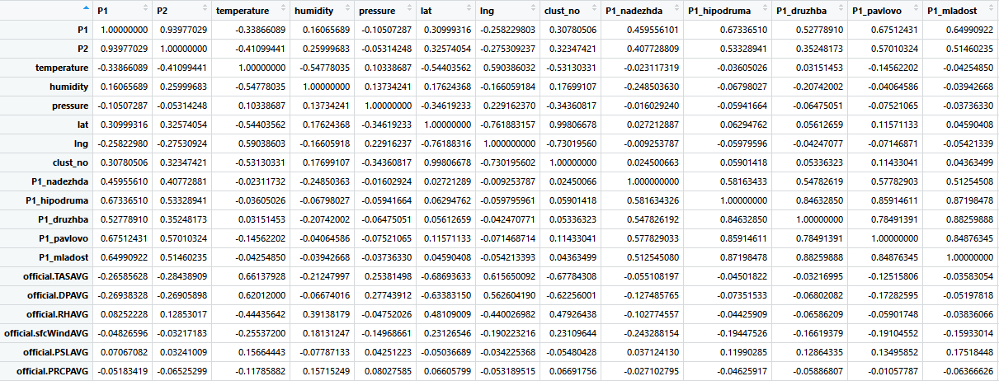 P1 P2 temperature humidity pressure lat lng clust_no P1_nadezhda P1_hipodruma P1_druzhba P1_pavlovo P1_mladost
P1 1.00000000 0.93977029 -0.33866089 0.16065689 -0.10507287 0.30999316 -0.258229803 0.30780506 0.459556101 0.67336510 0.52778910 0.67512431 0.64990922
P2 0.93977029 1.00000000 -0.41099441 0.25999683 -0.05314248 0.32574054 -0.275309237 0.32347421 0.407728809 0.53328941 0.35248173 0.57010324 0.51460235
temperature -0.33866089 -0.41099441 1.00000000 -0.54778035 0.10338687 -0.54403562 0.590386032 -0.53130331 -0.023117319 -0.03605026 0.03151453 -0.14562202 -0.04254850
humidity 0.16065689 0.25999683 -0.54778035 1.00000000 0.13734241 0.17624368 -0.166059184 0.17699107 -0.248503630 -0.06798027 -0.20742002 -0.04064586 -0.03942668
pressure -0.10507287 -0.05314248 0.10338687 0.13734241 1.00000000 -0.34619233 0.229162370 -0.34360817 -0.016029240 -0.05941664 -0.06475051 -0.07521065 -0.03736330
lat 0.30999316 0.32574054 -0.54403562 0.17624368 -0.34619233 1.00000000 -0.761883157 0.99806678 0.027212887 0.06294762 0.05612659 0.11571133 0.04590408
lng -0.25822980 -0.27530924 0.59038603 -0.16605918 0.22916237 -0.76188316 1.000000000 -0.73019560 -0.009253787 -0.05979596 -0.04247077 -0.07146871 -0.05421339
clust_no 0.30780506 0.32347421 -0.53130331 0.17699107 -0.34360817 0.99806678 -0.730195602 1.00000000 0.024500663 0.05901418 0.05336323 0.11433041 0.04363499
P1_nadezhda 0.45955610 0.40772881 -0.02311732 -0.24850363 -0.01602924 0.02721289 -0.009253787 0.02450066 1.000000000 0.58163433 0.54782619 0.57782903 0.51254508
P1_hipodruma 0.67336510 0.53328941 -0.03605026 -0.06798027 -0.05941664 0.06294762 -0.059795961 0.05901418 0.581634326 1.00000000 0.84632850 0.85914611 0.87198478
P1_druzhba 0.52778910 0.35248173 0.03151453 -0.20742002 -0.06475051 0.05612659 -0.042470771 0.05336323 0.547826192 0.84632850 1.00000000 0.78491391 0.88259888
P1_pavlovo 0.67512431 0.57010324 -0.14562202 -0.04064586 -0.07521065 0.11571133 -0.071468714 0.11433041 0.577829033 0.85914611 0.78491391 1.00000000 0.84876345
P1_mladost 0.64990922 0.51460235 -0.04254850 -0.03942668 -0.03736330 0.04590408 -0.054213393 0.04363499 0.512545080 0.87198478 0.88259888 0.84876345 1.00000000
official.TASAVG -0.26585628 -0.28438909 0.66137928 -0.21247997 0.25381498 -0.68693633 0.615650092 -0.67784308 -0.055108197 -0.04501822 -0.03216995 -0.12515806 -0.03583054
official.DPAVG -0.26938328 -0.26905898 0.62012000 -0.06674016 0.27743912 -0.63383150 0.562604190 -0.62256001 -0.127485765 -0.07351533 -0.06802082 -0.17282595 -0.05197818
official.RHAVG 0.08252228 0.12853017 -0.44435642 0.39138179 -0.04752026 0.48109009 -0.440026982 0.47926438 -0.102774557 -0.04425909 -0.06586209 -0.05901748 -0.03836066
official.sfcWindAVG -0.04826596 -0.03217183 -0.25537200 0.18131247 -0.14968661 0.23126546 -0.190223216 0.23109644 -0.243288154 -0.19447526 -0.16619379 -0.19104552 -0.15933014
official.PSLAVG 0.07067082 0.03241009 0.15664443 -0.07787133 0.04251223 -0.05036689 -0.034225368 -0.05480428 0.037124130 0.11990285 0.12864335 0.13495852 0.17518448
official.PRCPAVG -0.05183419 -0.06525299 -0.11785882 0.15715249 0.08027585 0.06605799 -0.053189515 0.06691756 -0.027102795 -0.04625917 -0.05886807 -0.01057787 -0.06366626